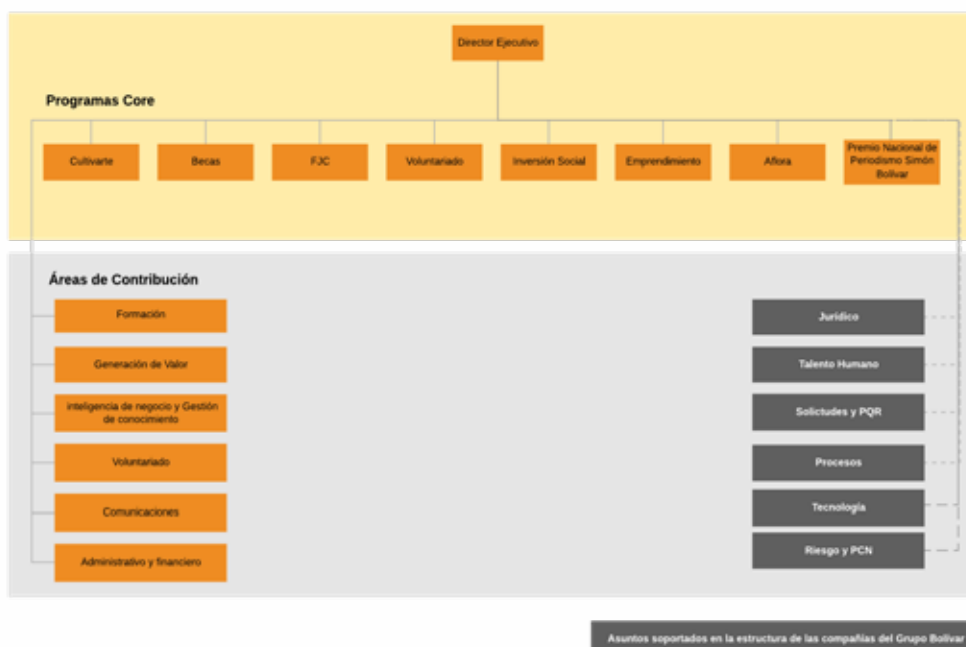 Director Ejecutivo
Programas Core
Cultivarte
Becas
FJC
Voluntariado
Inversión Social
Emprendimiento
Aflora
Premio Nacional de
Periodismo Simón
Bolívar
Áreas de Contribución
Formación
Generación de Valor
inteligencia de negocio y Gestión
de conocimiento
Voluntariado
Comunicaciones
Administrativo y financiero
Jurídico
Talento Humano
Solictudes y PQR
Procesos
Tecnología
Riesgo y PCN
Asuntos soportados en la estructura de las compañías del Grupo Bolívar